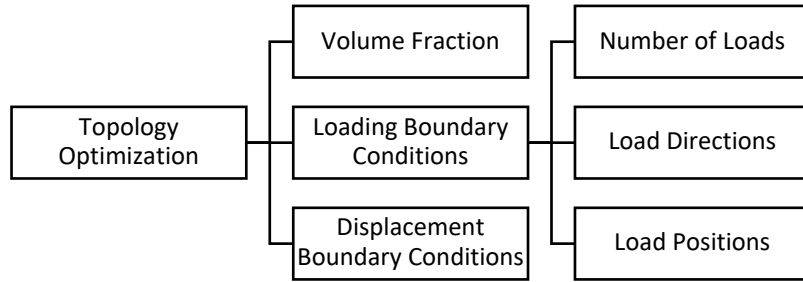 Volume Fraction
Number of Loads
Topology
Optimization
Loading Boundary
Conditions
Load Directions
Displacement
Boundary Conditions
Load Positions